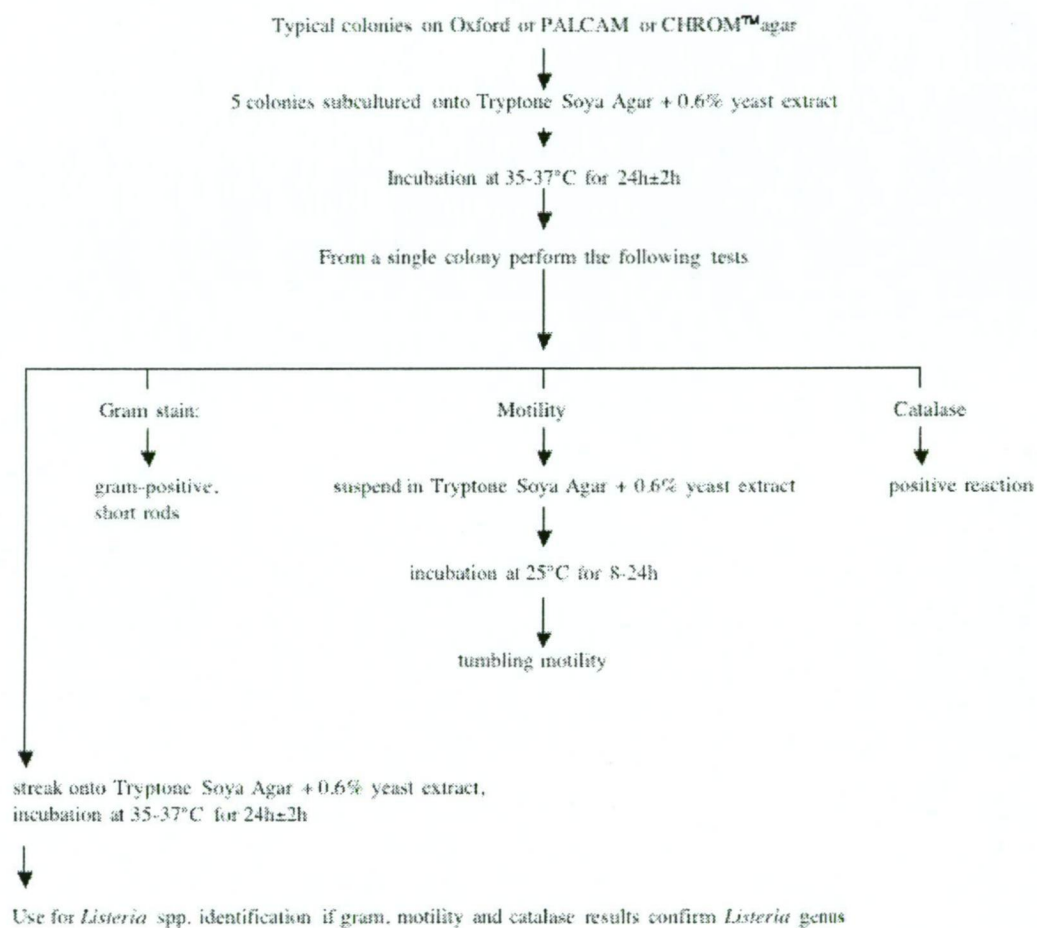 Typical colonies on Oxford or PALCAM or CHROM™agar
5 colonies subcultured onto Tryptone Soya Agar + 0.6% yeast extract
Incubation at 35-37°C for 24h±2h
From a single colony perform the following tests
Gram stain:
Motility
Catalase
gram-positive,
short rods
suspend in Tryptone Soya Agar + 0.6% yeast extract
positive reaction
incubation at 25°C for 8-24h
tumbling motility
streak onto Tryptone Soya Agar + 0.6% yeast extract,
incubation at 35-37°C for 24h±2h
Use for Listeria spp. identification if gram, motility and catalase results confirm Listeria genus